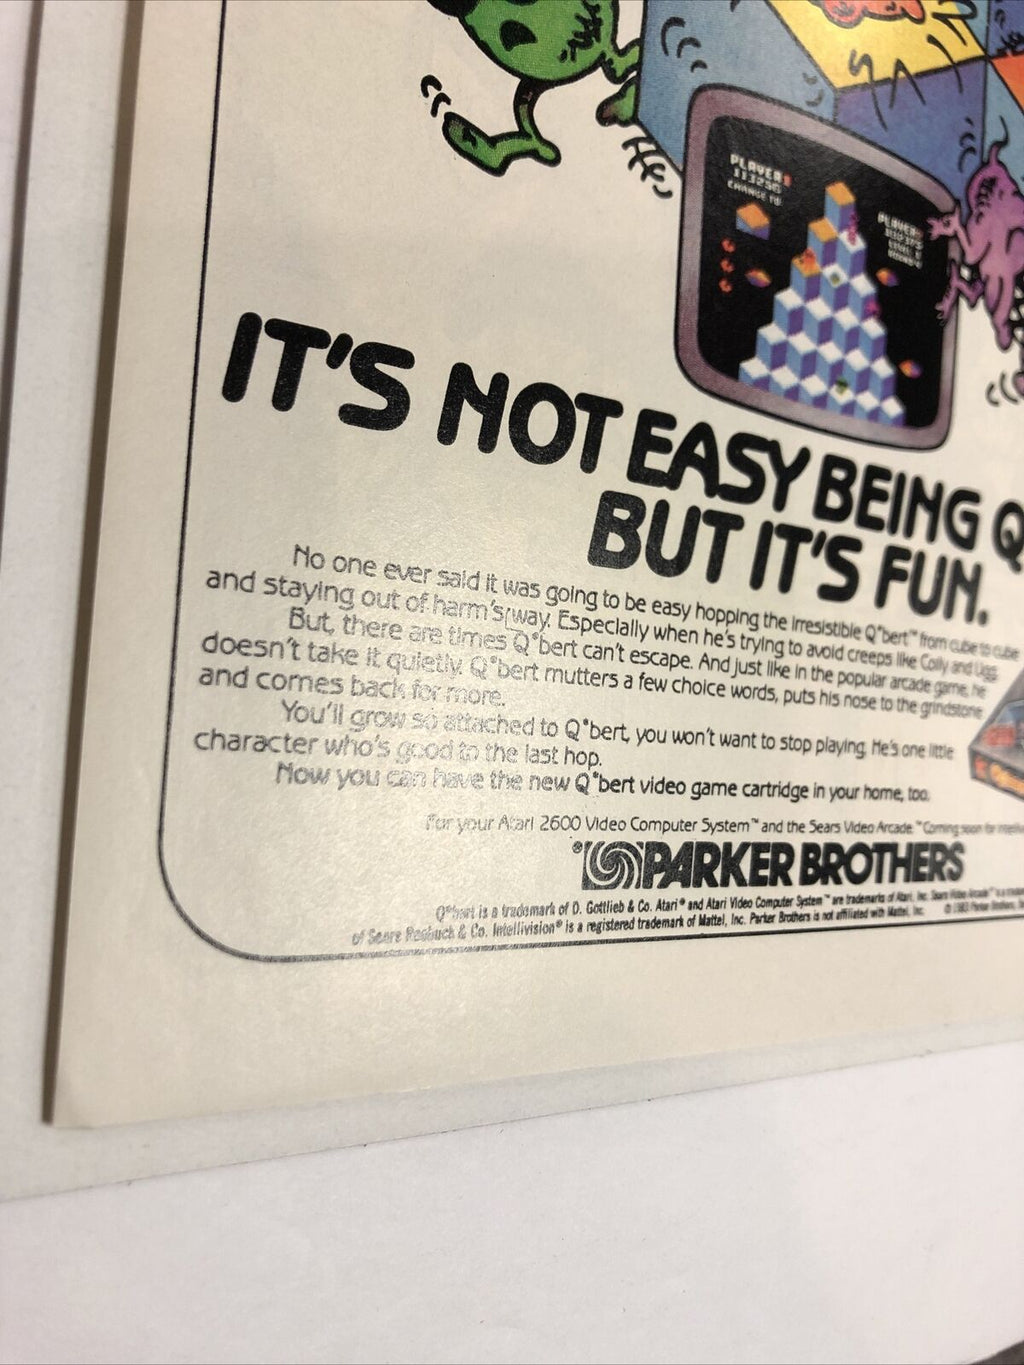 PLAYER
CHANGE TO:
PLAYER
IT'S NOT EASY BEING Q
BUT IT'S FUN.
No one ever said it was going to be easy hopping the irresistible Q*bert™ from cube to cube
and staying out of harm's way. Especially when he's trying to avoid creeps like Coily and Ugg.
But, there are times Q*bert can't escape. And just like in the popular arcade game, he
doesn't take it quietly. Q*bert mutters a few choice words, puts his nose to the grindstone
and comes back for more.
You'll grow so attached to Q*bert, you won't want to stop playing. He's one little
character who's good to the last hop.
Now you can have the new Q*bert video game cartridge in your home, too.
For your Atari 2600 Video Computer System™ and the Sears Video Arcade.™ Coming soon for
PARKER BROTHERS
Q*bert is a trademark of D. Gottlieb & Co. Atari® and Atari Video Computer System™ are trademarks of Atari, Inc. Sears Video Arcade™ is a
of Sears Roebuck & Co. Intellivision® is a registered trademark of Mattel, Inc. Parker Brothers is not affiliated with Mattel, Inc. © 1983 Parker Brothers,